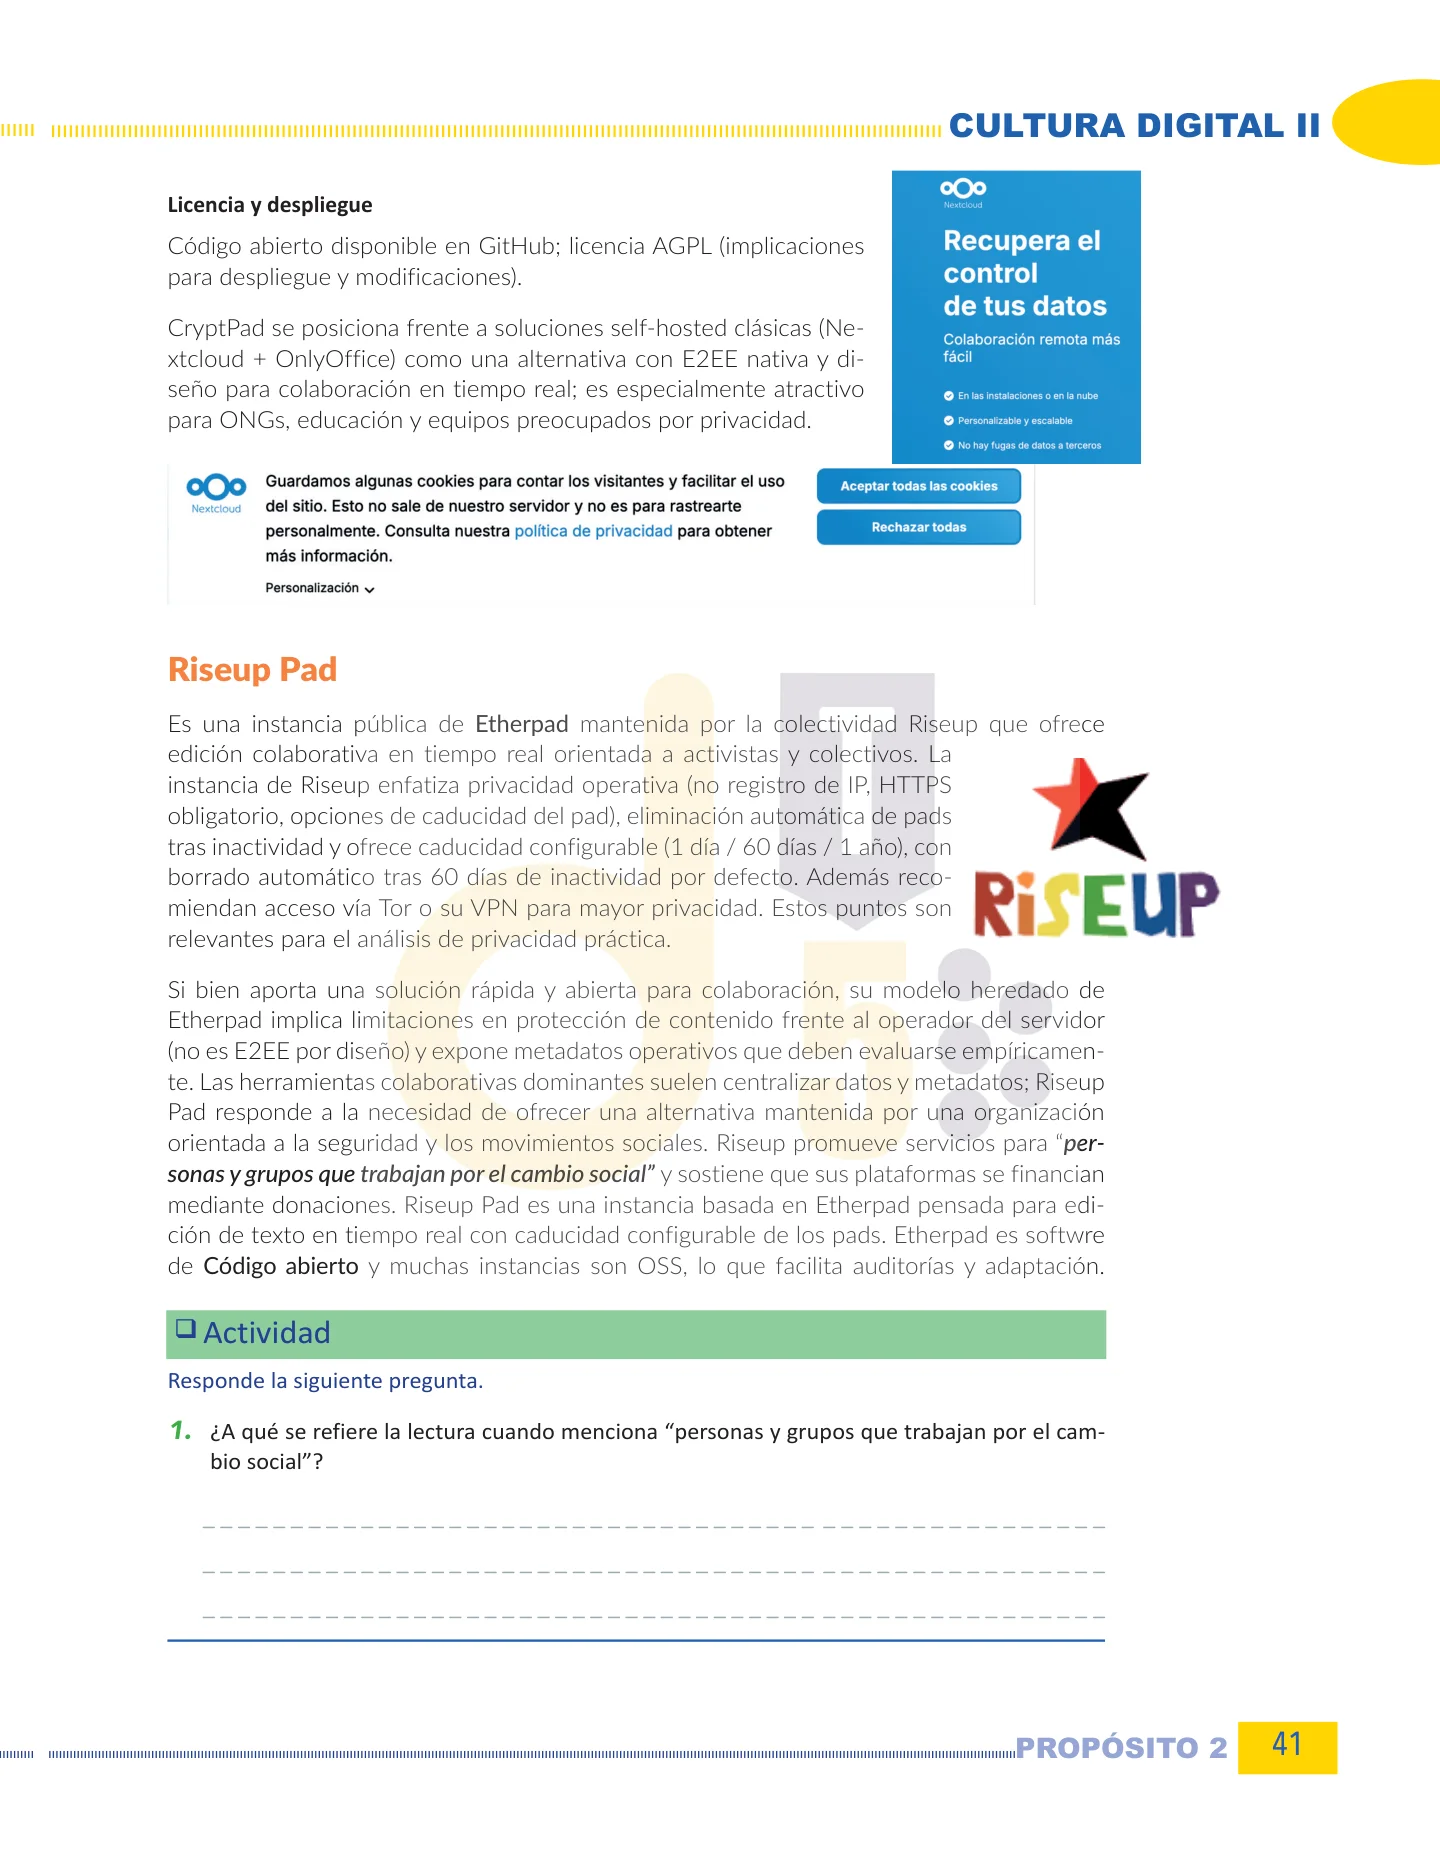 CULTURA DIGITAL II
Licencia y despliegue
Código abierto disponible en GitHub; licencia AGPL (implicaciones
para despliegue y modificaciones).
CryptPad se posiciona frente a soluciones self-hosted clásicas (Ne-
xtcloud + OnlyOffice) como una alternativa con E2EE nativa y di-
seño para colaboración en tiempo real; es especialmente atractivo
para ONGs, educación y equipos preocupados por privacidad.
Nextcloud
Recupera el
control
de tus datos
Colaboración remota más
fácil
En las instalaciones o en la nube
Personalizable y escalable
No hay fugas de datos a terceros
Nextcloud
Guardamos algunas cookies para contar los visitantes y facilitar el uso
del sitio. Esto no sale de nuestro servidor y no es para rastrearte
personalmente. Consulta nuestra política de privacidad para obtener
más información.
Personalización
Aceptar todas las cookies
Rechazar todas
Riseup Pad
Es una instancia pública de Etherpad mantenida por la colectividad Riseup que ofrece
edición colaborativa en tiempo real orientada a activistas y colectivos. La
instancia de Riseup enfatiza privacidad operativa (no registro de IP, HTTPS
obligatorio, opciones de caducidad del pad), eliminación automática de pads
tras inactividad y ofrece caducidad configurable (1 día / 60 días / 1 año), con
borrado automático tras 60 días de inactividad por defecto. Además reco-
miendan acceso vía Tor o su VPN para mayor privacidad. Estos puntos son
relevantes para el análisis de privacidad práctica.
RiSEUP
Si bien aporta una solución rápida y abierta para colaboración, su modelo heredado de
Etherpad implica limitaciones en protección de contenido frente al operador del servidor
(no es E2EE por diseño) y expone metadatos operativos que deben evaluarse empíricamen-
te. Las herramientas colaborativas dominantes suelen centralizar datos y metadatos; Riseup
Pad responde a la necesidad de ofrecer una alternativa mantenida por una organización
orientada a la seguridad y los movimientos sociales. Riseup promueve servicios para “per-
sonas y grupos que trabajan por el cambio social” y sostiene que sus plataformas se financian
mediante donaciones. Riseup Pad es una instancia basada en Etherpad pensada para edi-
ción de texto en tiempo real con caducidad configurable de los pads. Etherpad es softwre
de Código abierto y muchas instancias son OSS, lo que facilita auditorías y adaptación.
Actividad
Responde la siguiente pregunta.
1. ¿A qué se refiere la lectura cuando menciona “personas y grupos que trabajan por el cam-
bio social”?
PROPÓSITO 2
41